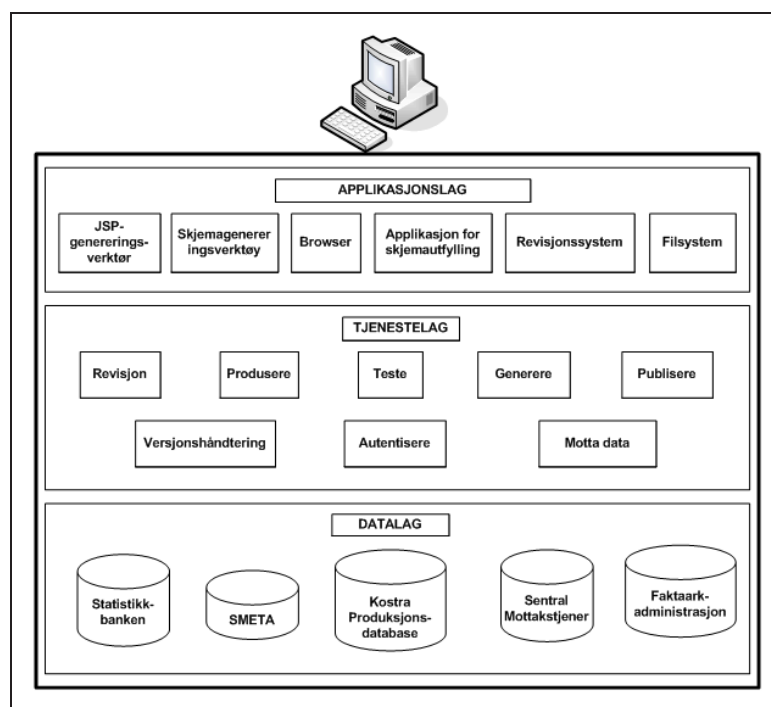 APPLIKASJONSLAG
JSP-
genererings-
verktør
Skjemagenerer
ingsverktøy
Browser
Applikasjon for
skjemautfylling
Revisjonssystem
Filsystem
TJENESTELAG
Revisjon
Produsere
Teste
Generere
Publisere
Versjonshåndtering
Autentisere
Motta data
DATALAG
Statistikk-
banken
SMETA
Kostra
Produksjons-
database
Sentral
Mottakstjener
Faktaark-
administrasjon